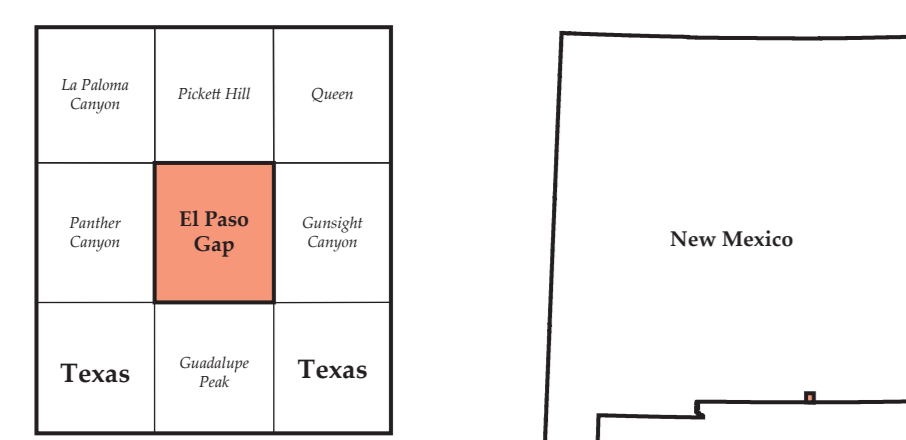 La Paloma
Canyon
Pickett Hill
Queen
Panther
Canyon
El Paso
Gap
Gunsight
Canyon
Texas
Guadalupe
Peak
Texas
New Mexico